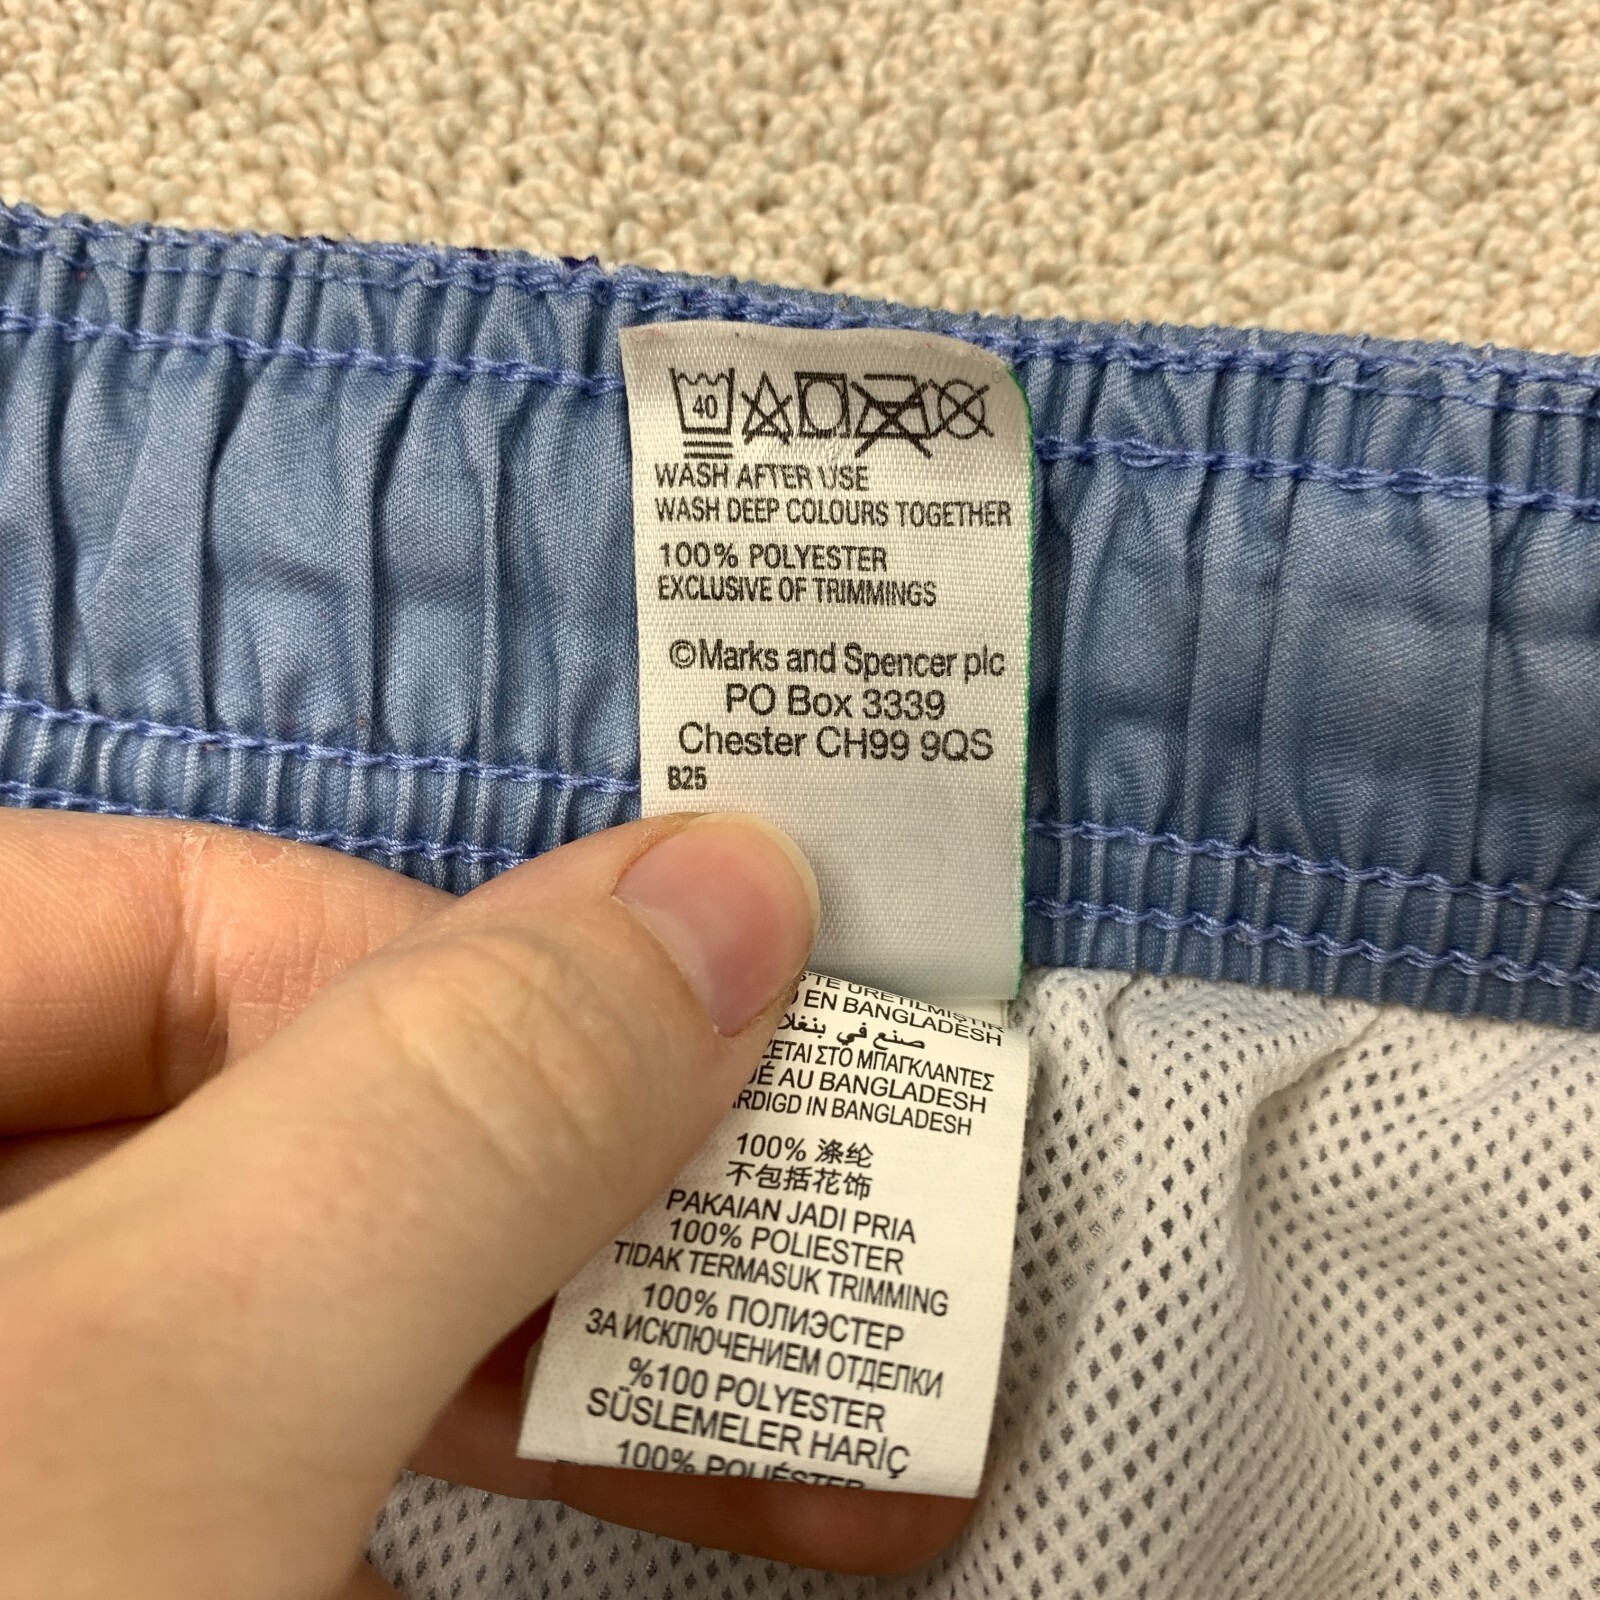 40
WASH AFTER USE
WASH DEEP COLOURS TOGETHER
100% POLYESTER
EXCLUSIVE OF TRIMMINGS
©Marks and Spencer plc
PO Box 3339
Chester CH99 9QS
B25
EN BANGLADESH
صنع في
ΣΤΟ ΜΠΑΓΚΛΑΝΤΕΣ
AU BANGLADESH
IN BANGLADESH
100% 涤纶
不包括花饰
PAKAIAN JADI PRIA
100% POLIESTER
TIDAK TERMASUK TRIMMING
100% ПОЛИЭСТЕР
ЗА ИСКЛЮЧЕНИЕМ ОТДЕЛКИ
%100 POLYESTER
SÜSLEMELER HARİÇ
100% POLIÉSTER